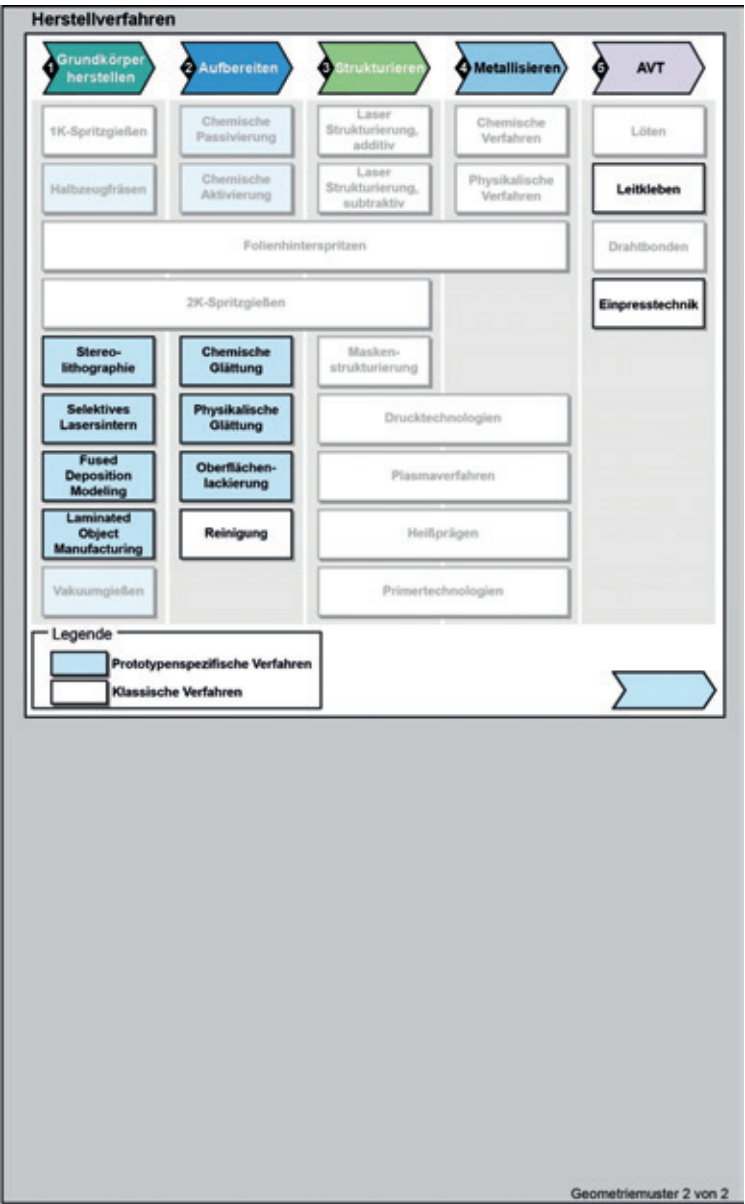 Herstellverfahren
1 Grundkörper
herstellen
2 Aufbereiten
3 Strukturieren
4 Metallisieren
5 AVT
1K-Spritzgießen
Chemische
Passivierung
Laser
Strukturierung,
additiv
Chemische
Verfahren
Löten
Halbzeugfräsen
Chemische
Aktivierung
Laser
Strukturierung,
subtraktiv
Physikalische
Verfahren
Leitkleben
Folienhinterspritzen
Drahtbonden
2K-Spritzgießen
Einpresstechnik
Stereo-
lithographie
Chemische
Glättung
Masken-
strukturierung
Selektives
Lasersintern
Physikalische
Glättung
Drucktechnologien
Fused
Deposition
Modeling
Oberflächen-
lackierung
Plasmaverfahren
Laminated
Object
Manufacturing
Reinigung
Heißprägen
Vakuumgießen
Primertechnologien
Legende
Prototypenspezifische Verfahren
Klassische Verfahren
Geometriemuster 2 von 2